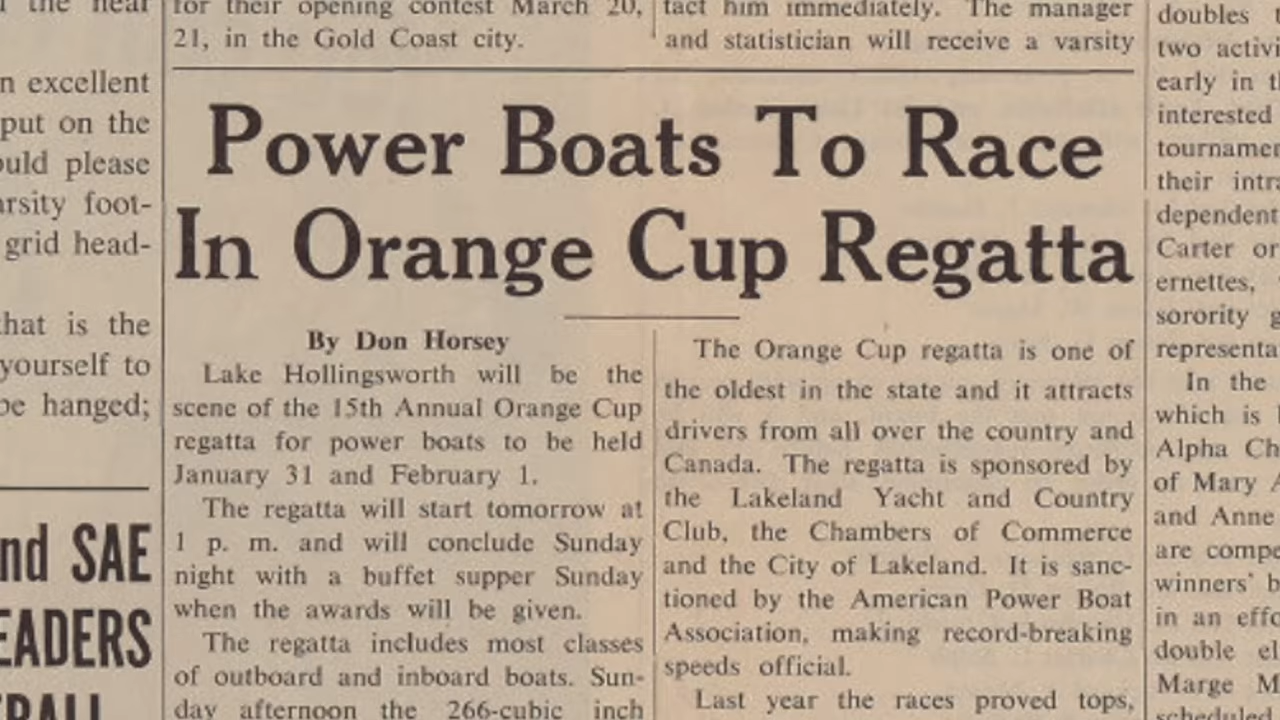 the near
n excellent
put on the
ould please
arsity foot-
grid head-
that is the
yourself to
be hanged;
nd SAE
EADERS
for their opening contest March 20,
21, in the Gold Coast city.
tact him immediately. The manager
and statistician will receive a varsity
Power Boats To Race
In Orange Cup Regatta
By Don Horsey
Lake Hollingsworth will be the
scene of the 15th Annual Orange Cup
regatta for power boats to be held
January 31 and February 1.
The regatta will start tomorrow at
1 p. m. and will conclude Sunday
night with a buffet supper Sunday
when the awards will be given.
The regatta includes most classes
of outboard and inboard boats. Sun-
day afternoon the 266-cubic inch
The Orange Cup regatta is one of
the oldest in the state and it attracts
drivers from all over the country and
Canada. The regatta is sponsored by
the Lakeland Yacht and Country
Club, the Chambers of Commerce
and the City of Lakeland. It is sanc-
tioned by the American Power Boat
Association, making record-breaking
speeds official.
Last year the races proved tops,
doubles
two activi
early in th
interested
tournamen
their intra
dependent
Carter or
ernettes,
sorority g
representa
In the
which is
Alpha Ch
of Mary A
and Anne
are compe
winners' b
in an effo
double el
Marge M
scheduled